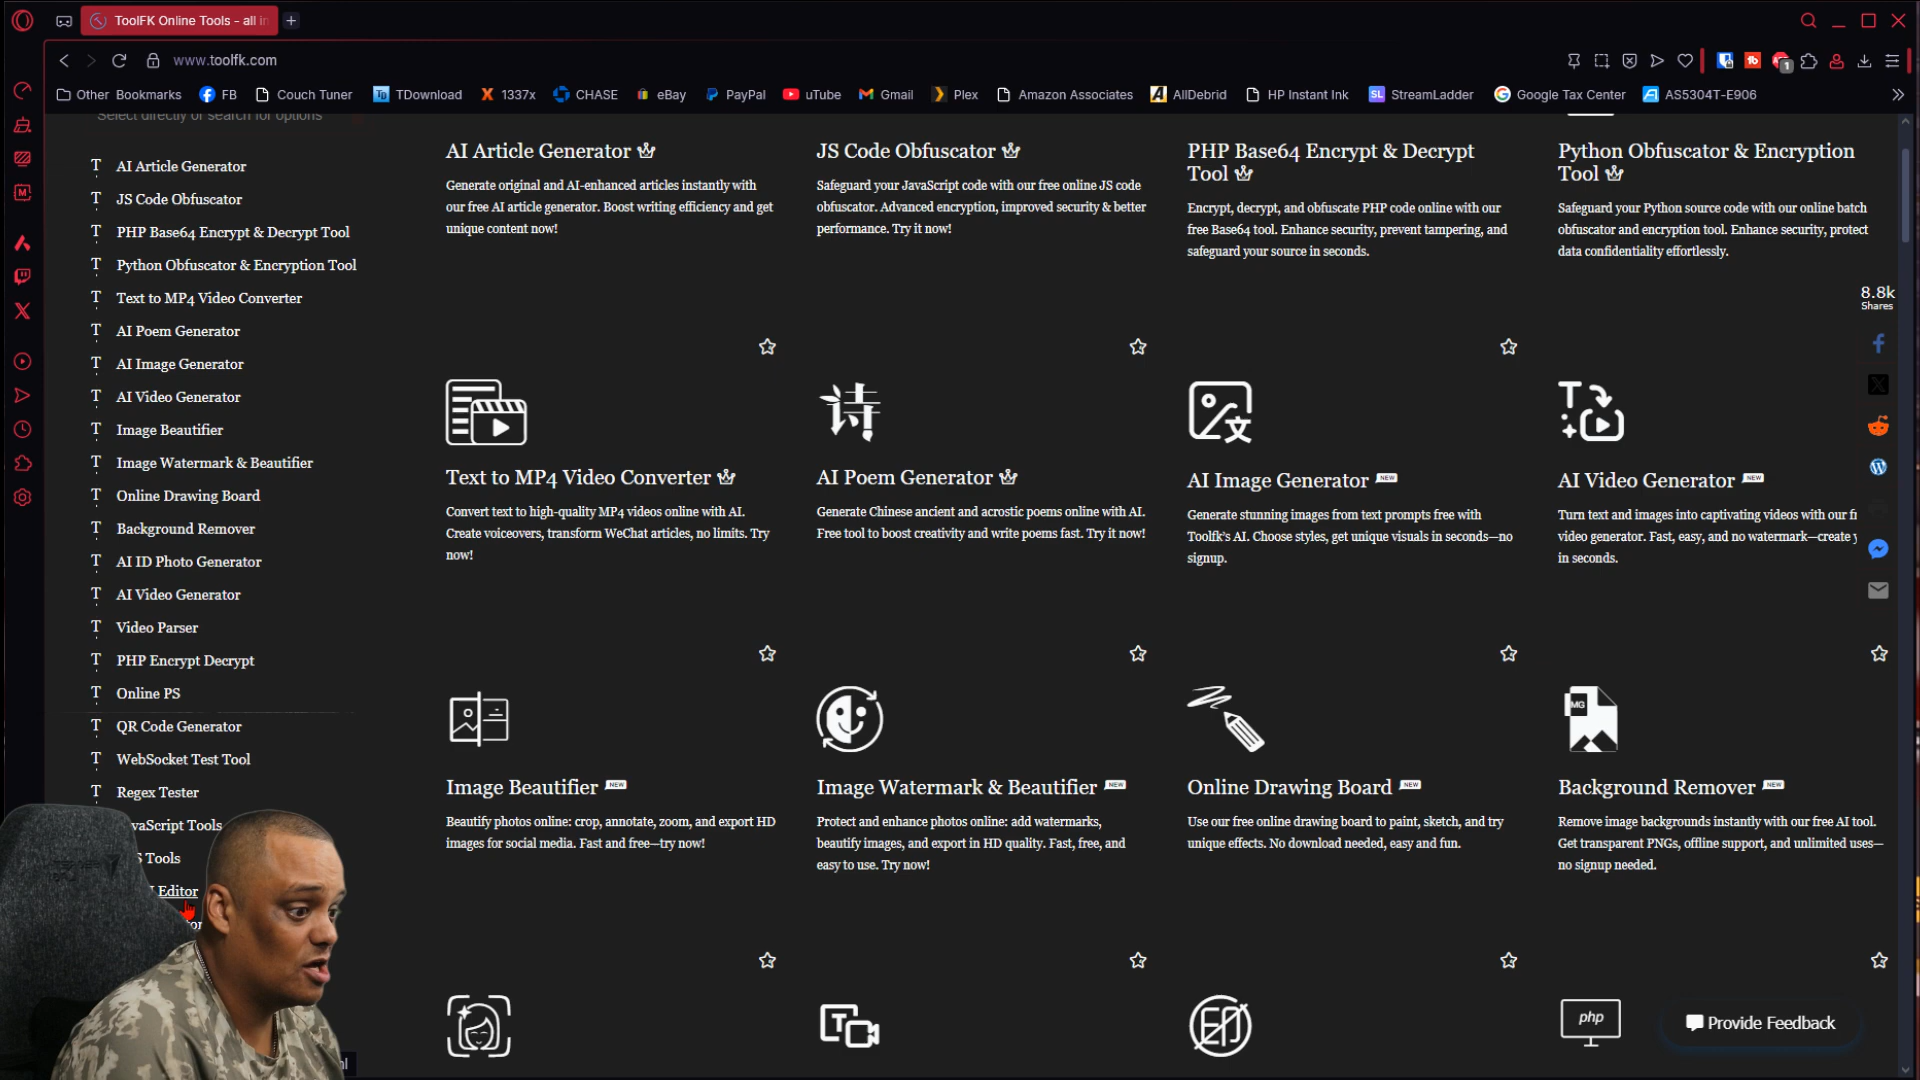 ToolFK Online Tools - all in
www.toolfk.com
Other Bookmarks
FB
Couch Tuner
TDownload
1337x
CHASE
eBay
PayPal
uTube
Gmail
Plex
Amazon Associates
AllDebrid
HP Instant Ink
StreamLadder
Google Tax Center
AS5304T-E906
Select directly or search for options
AI Article Generator
JS Code Obfuscator
PHP Base64 Encrypt & Decrypt Tool
Python Obfuscator & Encryption Tool
Text to MP4 Video Converter
AI Poem Generator
AI Image Generator
AI Video Generator
Image Beautifier
Image Watermark & Beautifier
Online Drawing Board
Background Remover
AI ID Photo Generator
AI Video Generator
Video Parser
PHP Encrypt Decrypt
Online PS
QR Code Generator
WebSocket Test Tool
Regex Tester
vaScript Tools
S Tools
Editor
AI Article Generator
Generate original and AI-enhanced articles instantly with
our free AI article generator. Boost writing efficiency and get
unique content now!
JS Code Obfuscator
Safeguard your JavaScript code with our free online JS code
obfuscator. Advanced encryption, improved security & better
performance. Try it now!
PHP Base64 Encrypt & Decrypt
Tool
Encrypt, decrypt, and obfuscate PHP code online with our
free Base64 tool. Enhance security, prevent tampering, and
safeguard your source in seconds.
Python Obfuscator & Encryption
Tool
Safeguard your Python source code with our online batch
obfuscator and encryption tool. Enhance security, protect
data confidentiality effortlessly.
8.8k
Shares
Text to MP4 Video Converter
Convert text to high-quality MP4 videos online with AI.
Create voiceovers, transform WeChat articles, no limits. Try
now!
诗
AI Poem Generator
Generate Chinese ancient and acrostic poems online with AI.
Free tool to boost creativity and write poems fast. Try it now!
文
AI Image Generator NEW
Generate stunning images from text prompts free with
Toolfk's AI. Choose styles, get unique visuals in seconds—no
signup.
T
AI Video Generator NEW
Turn text and images into captivating videos with our fr
video generator. Fast, easy, and no watermark—create y
in seconds.
Image Beautifier NEW
Beautify photos online: crop, annotate, zoom, and export HD
images for social media. Fast and free—try now!
Image Watermark & Beautifier NEW
Protect and enhance photos online: add watermarks,
beautify images, and export in HD quality. Fast, free, and
easy to use. Try now!
Online Drawing Board NEW
Use our free online drawing board to paint, sketch, and try
unique effects. No download needed, easy and fun.
MG
Background Remover NEW
Remove image backgrounds instantly with our free AI tool.
Get transparent PNGs, offline support, and unlimited uses—
no signup needed.
T
php
Provide Feedback